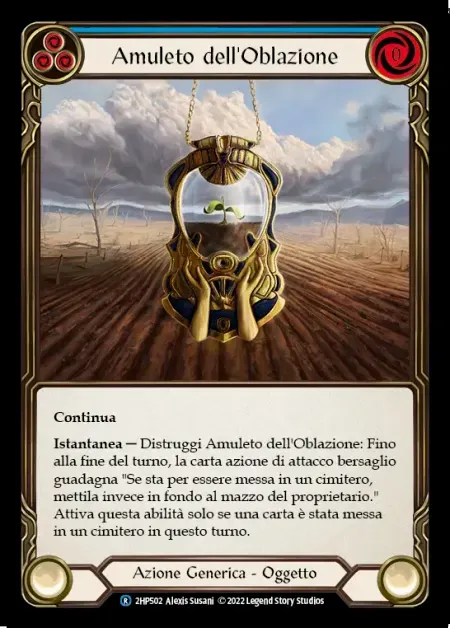 Amuleto dell'Oblazione
0
Continua
Istantanea — Distruggi Amuleto dell'Oblazione: Fino
alla fine del turno, la carta azione di attacco bersaglio
guadagna "Se sta per essere messa in un cimitero,
mettila invece in fondo al mazzo del proprietario."
Attiva questa abilità solo se una carta è stata messa
in un cimitero in questo turno.
Azione Generica - Oggetto
R 2HP502 Alexis Susani © 2022 Legend Story Studios